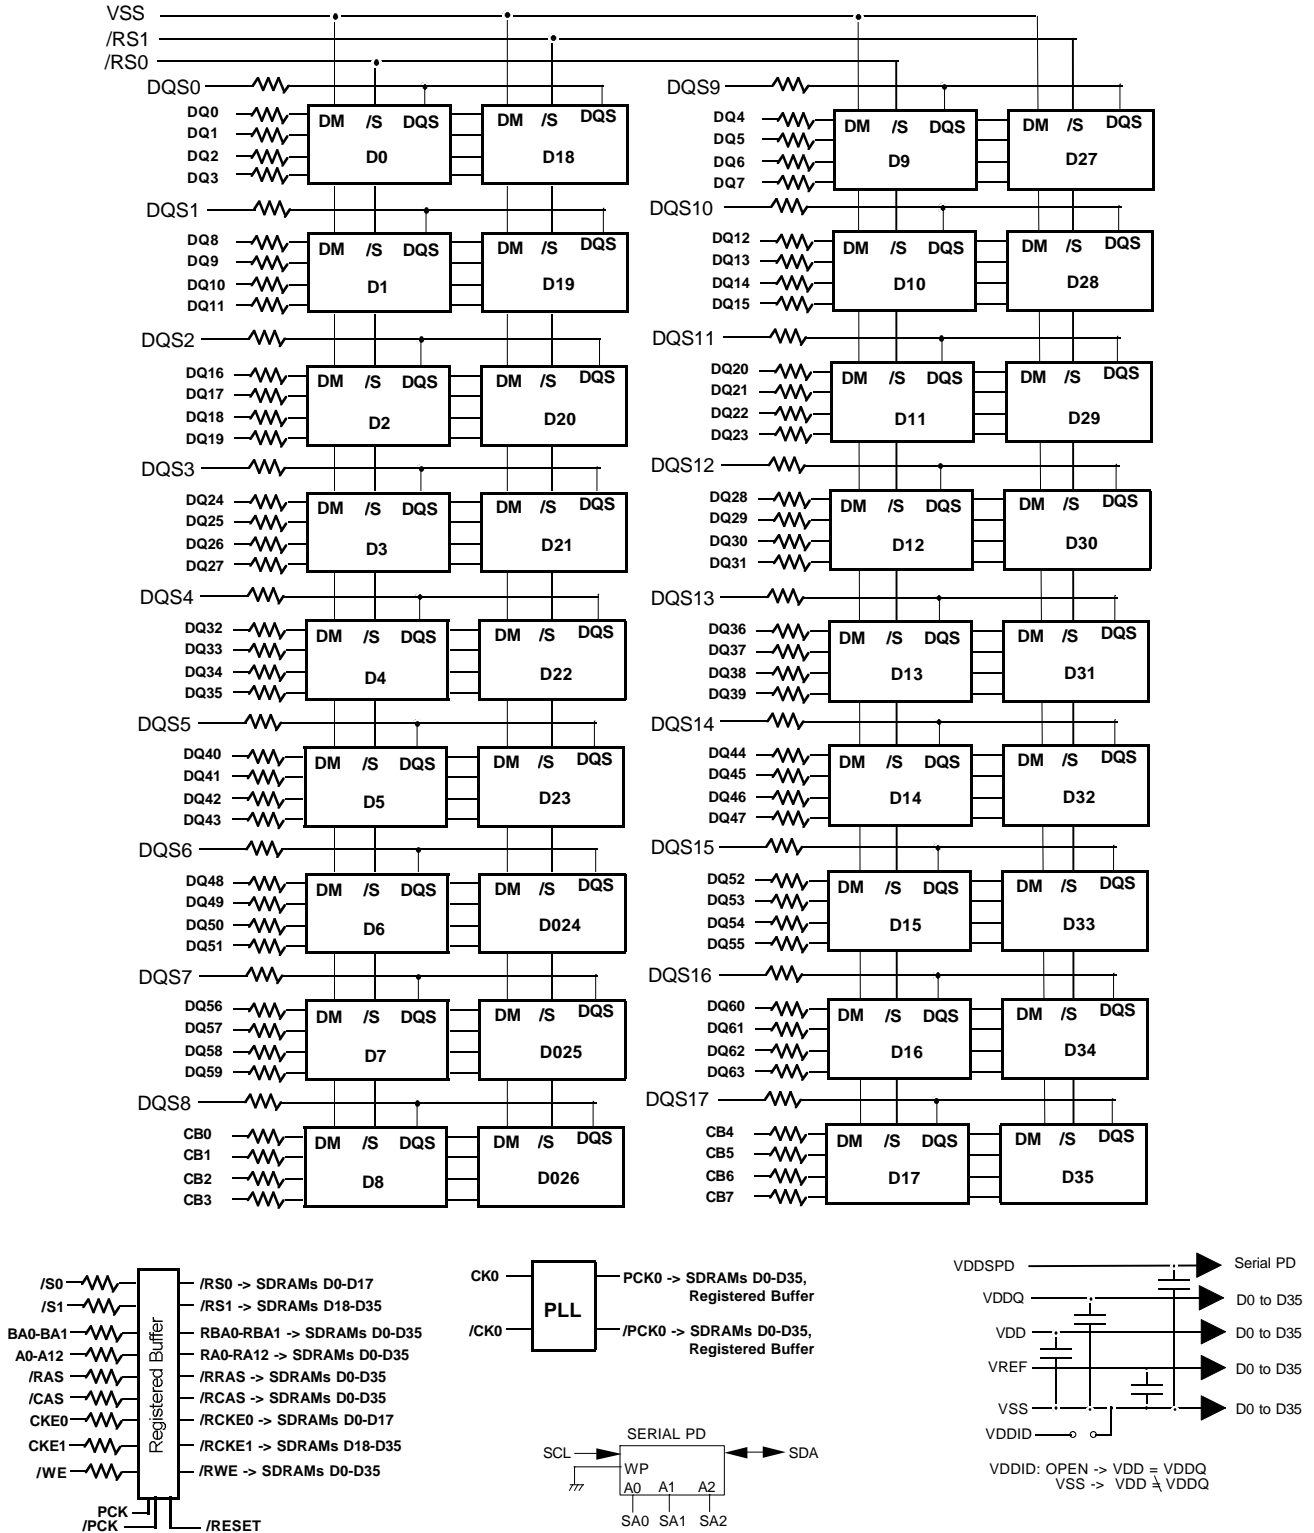 VSS
/RS1
/RS0
DQS0
DQ0
DQ1
DQ2
DQ3
DM /S DQS
D0
DQS
DM /S
D18
DQS9
DQ4
DQ5
DQ6
DQ7
DM /S DQS
D9
DQS
DM /S
D27
DQS1
DQ8
DQ9
DQ10
DQ11
DM /S DQS
D1
DQS
DM /S
D19
DQS10
DQ12
DQ13
DQ14
DQ15
DM /S DQS
D10
DQS
DM /S
D28
DQS2
DQ16
DQ17
DQ18
DQ19
DM /S DQS
D2
DQS
DM /S
D20
DQS11
DQ20
DQ21
DQ22
DQ23
DM /S DQS
D11
DQS
DM /S
D29
DQS3
DQ24
DQ25
DQ26
DQ27
DM /S DQS
D3
DQS
DM /S
D21
DQS12
DQ28
DQ29
DQ30
DQ31
DM /S DQS
D12
DQS
DM /S
D30
DQS4
DQ32
DQ33
DQ34
DQ35
DM /S DQS
D4
DQS
DM /S
D22
DQS13
DQ36
DQ37
DQ38
DQ39
DM /S DQS
D13
DQS
DM /S
D31
DQS5
DQ40
DQ41
DQ42
DQ43
DM /S DQS
D5
DQS
DM /S
D23
DQS14
DQ44
DQ45
DQ46
DQ47
DM /S DQS
D14
DQS
DM /S
D32
DQS6
DQ48
DQ49
DQ50
DQ51
DM /S DQS
D6
DQS
DM /S
D024
DQS15
DQ52
DQ53
DQ54
DQ55
DM /S DQS
D15
DQS
DM /S
D33
DQS7
DQ56
DQ57
DQ58
DQ59
DM /S DQS
D7
DQS
DM /S
D025
DQS16
DQ60
DQ61
DQ62
DQ63
DM /S DQS
D16
DQS
DM /S
D34
DQS8
CB0
CB1
CB2
CB3
DM /S DQS
D8
DQS
DM /S
D026
DQS17
CB4
CB5
CB6
CB7
DM /S DQS
D17
DQS
DM /S
D35
/S0
/S1
BA0-BA1
A0-A12
/RAS
/CAS
CKE0
CKE1
/WE
Registered Buffer
/RS0 -> SDRAMs D0-D17
/RS1 -> SDRAMs D18-D35
RBA0-RBA1 -> SDRAMs D0-D35
RA0-RA12 -> SDRAMs D0-D35
/RRAS -> SDRAMs D0-D35
/RCAS -> SDRAMs D0-D35
/RCKE0 -> SDRAMs D0-D17
/RCKE1 -> SDRAMs D18-D35
/RWE -> SDRAMs D0-D35
PCK
/PCK
/RESET
CK0
/CK0
PLL
PCK0 -> SDRAMs D0-D35,
Registered Buffer
/PCK0 -> SDRAMs D0-D35,
Registered Buffer
SERIAL PD
SCL
SDA
WP
A0 A1 A2
SA0 SA1 SA2
VDDSPD
Serial PD
VDDQ
D0 to D35
VDD
D0 to D35
VREF
D0 to D35
VSS
D0 to D35
VDDID
VDDID: OPEN -> VDD = VDDQ
VSS -> VDD ≠ VDDQ